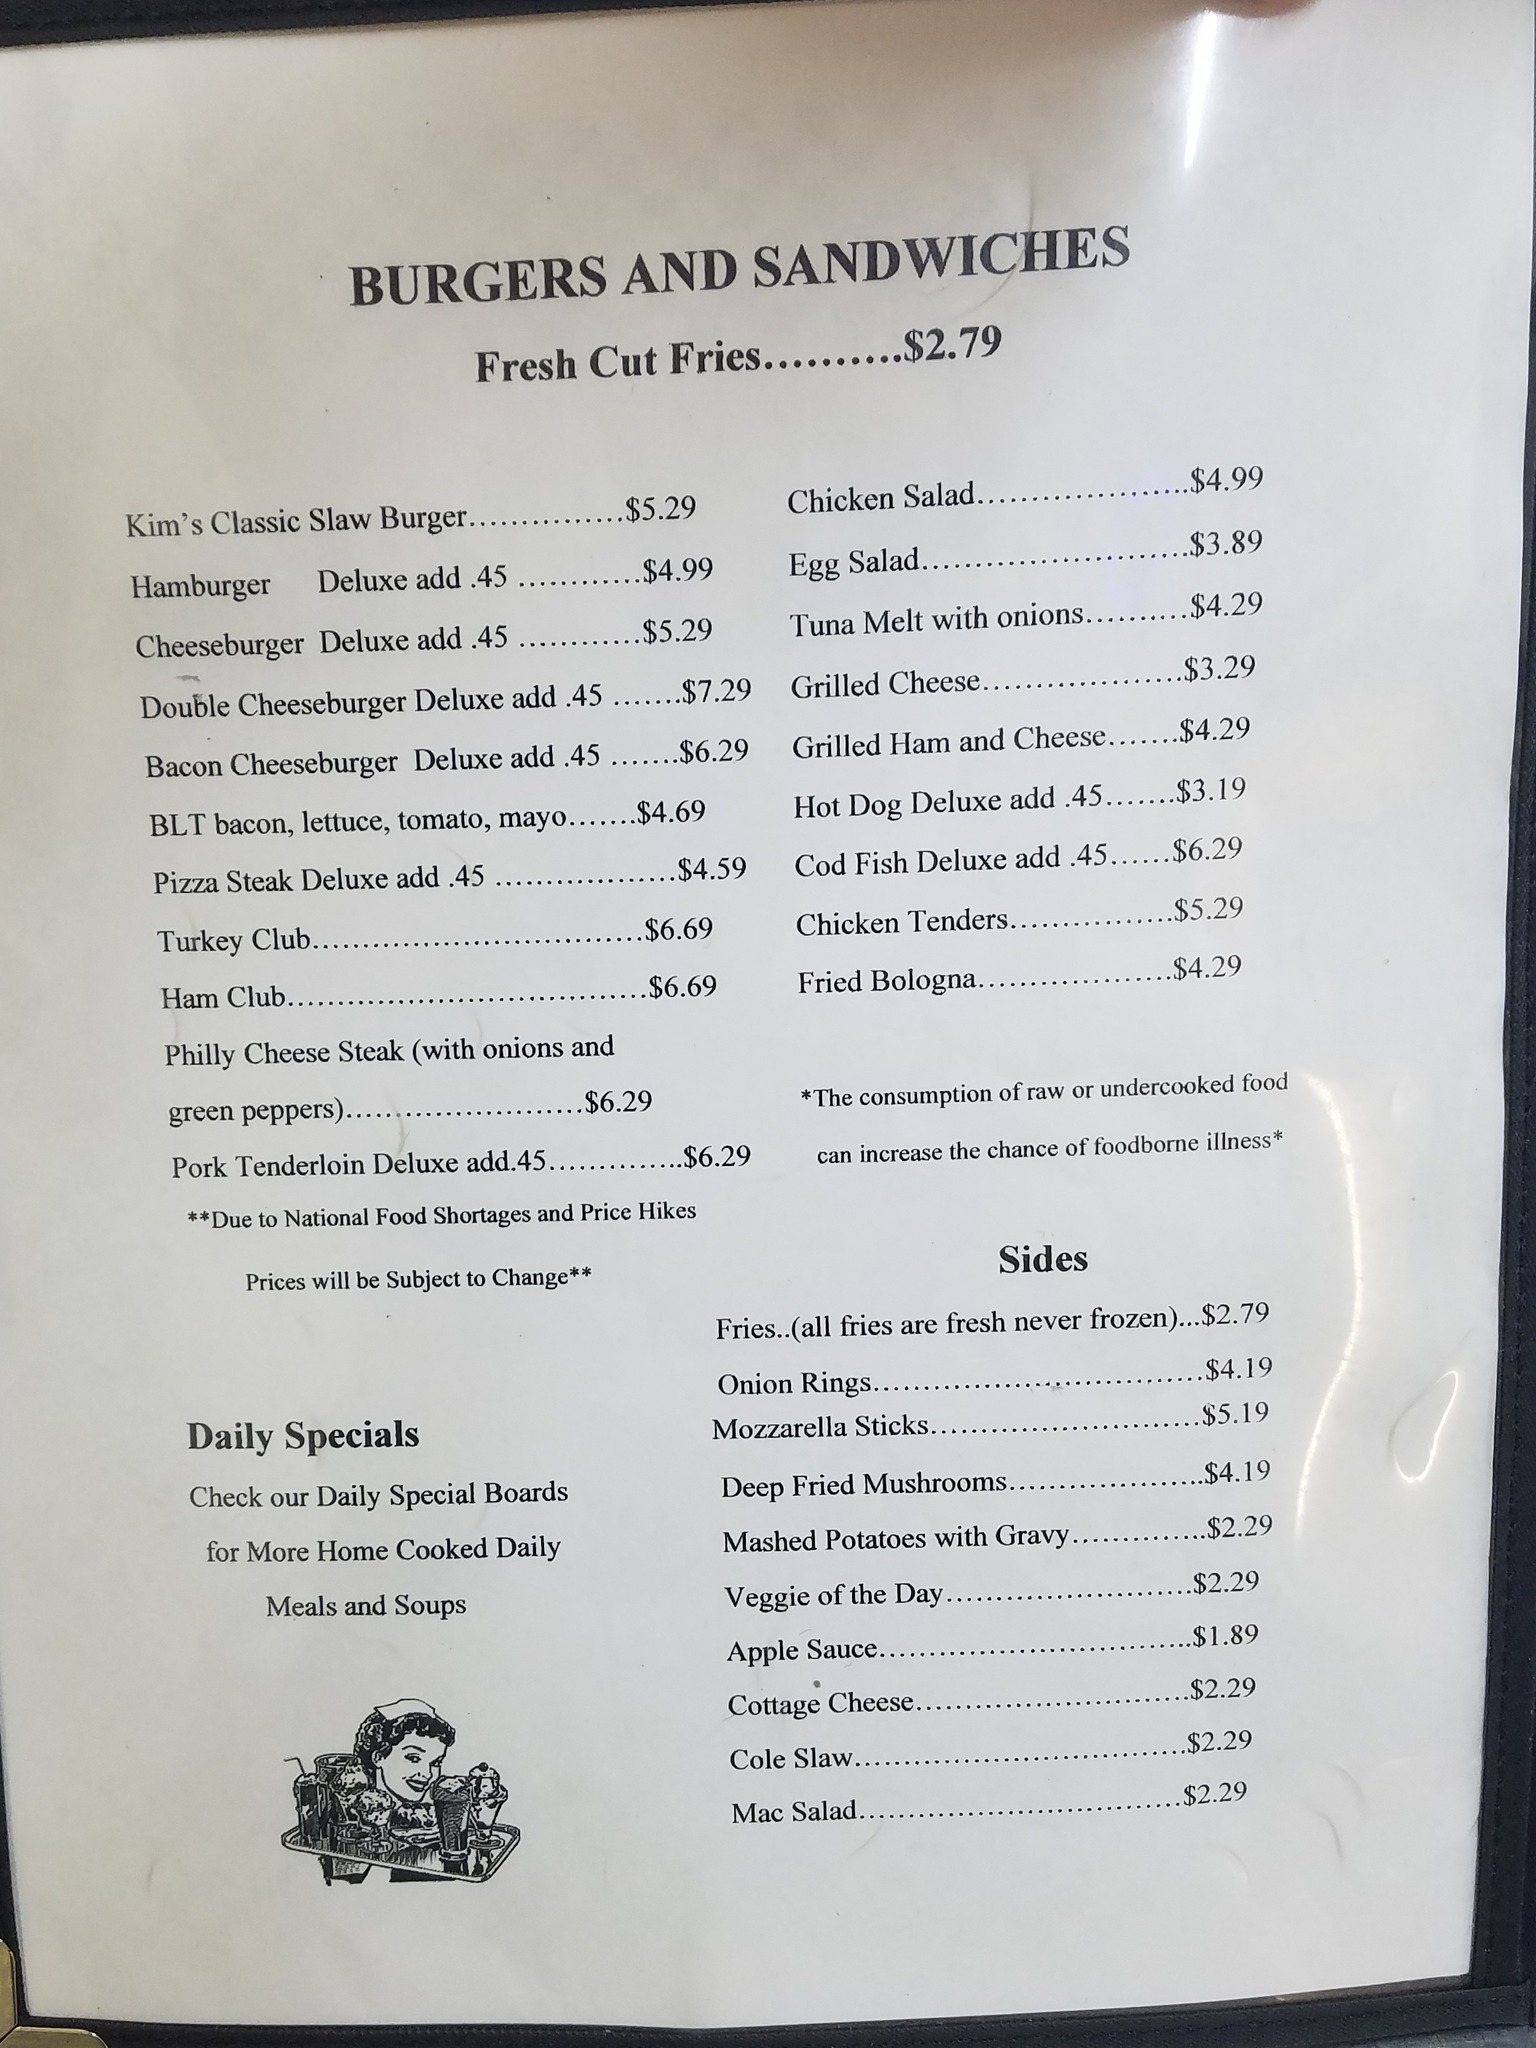 BURGERS AND SANDWICHES
Fresh Cut Fries..........$2.79
Kim's Classic Slaw Burger................$5.29
Hamburger Deluxe add .45 ............$4.99
Cheeseburger Deluxe add .45 ............$5.29
Double Cheeseburger Deluxe add .45 .......$7.29
Bacon Cheeseburger Deluxe add .45 .......$6.29
BLT bacon, lettuce, tomato, mayo.......$4.69
Pizza Steak Deluxe add .45 ..................$4.59
Turkey Club.................................$6.69
Ham Club....................................$6.69
Philly Cheese Steak (with onions and
green peppers)........................$6.29
Pork Tenderloin Deluxe add.45..............$6.29
**Due to National Food Shortages and Price Hikes
Prices will be Subject to Change**
Chicken Salad.....................$4.99
Egg Salad...........................$3.89
Tuna Melt with onions..........$4.29
Grilled Cheese....................$3.29
Grilled Ham and Cheese.......$4.29
Hot Dog Deluxe add .45.......$3.19
Cod Fish Deluxe add .45......$6.29
Chicken Tenders................$5.29
Fried Bologna...................$4.29
*The consumption of raw or undercooked food
can increase the chance of foodborne illness*
Daily Specials
Check our Daily Special Boards
for More Home Cooked Daily
Meals and Soups
Sides
Fries..(all fries are fresh never frozen)...$2.79
Onion Rings.................................$4.19
Mozzarella Sticks...........................$5.19
Deep Fried Mushrooms....................$4.19
Mashed Potatoes with Gravy..............$2.29
Veggie of the Day.........................$2.29
Apple Sauce................................$1.89
Cottage Cheese............................$2.29
Cole Slaw..................................$2.29
Mac Salad.................................$2.29